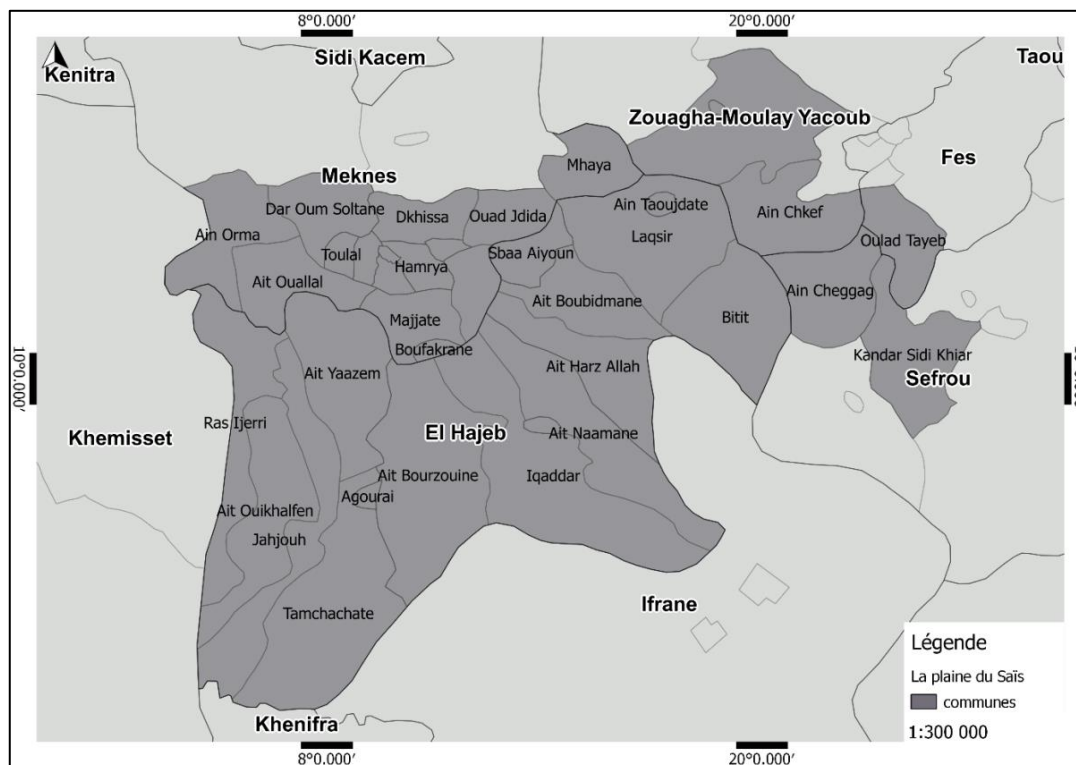 8°0.000′
20°0.000′
Sidi Kacem
Kenitra
Taou
Zouagha-Moulay Yacoub
Fes
Mhaya
Meknes
Dar Oum Soltane
Dkhissa
Ouad Jdida
Ain Taoujdate
Ain Chkef
Ain Orma
Laqsir
Oulad Tayeb
Toulal
Hamrya
Sbaa Aiyoun
Ait Ouallal
Ait Boubidmane
Ain Cheggag
Majjate
Bitit
Boufakrane
Kandar Sidi Khiar
10°0.000′
Ait Yaazem
Ait Harz Allah
Sefrou
Ras Ijerri
Khemisset
El Hajeb
Ait Naamane
Ait Bourzouine
Iqaddar
Agourai
Ait Ouikhalfen
Jahjouh
Tamchachate
Ifrane
Légende
La plaine du Saïs
communes
1:300 000
Khenifra
8°0.000′
20°0.000′